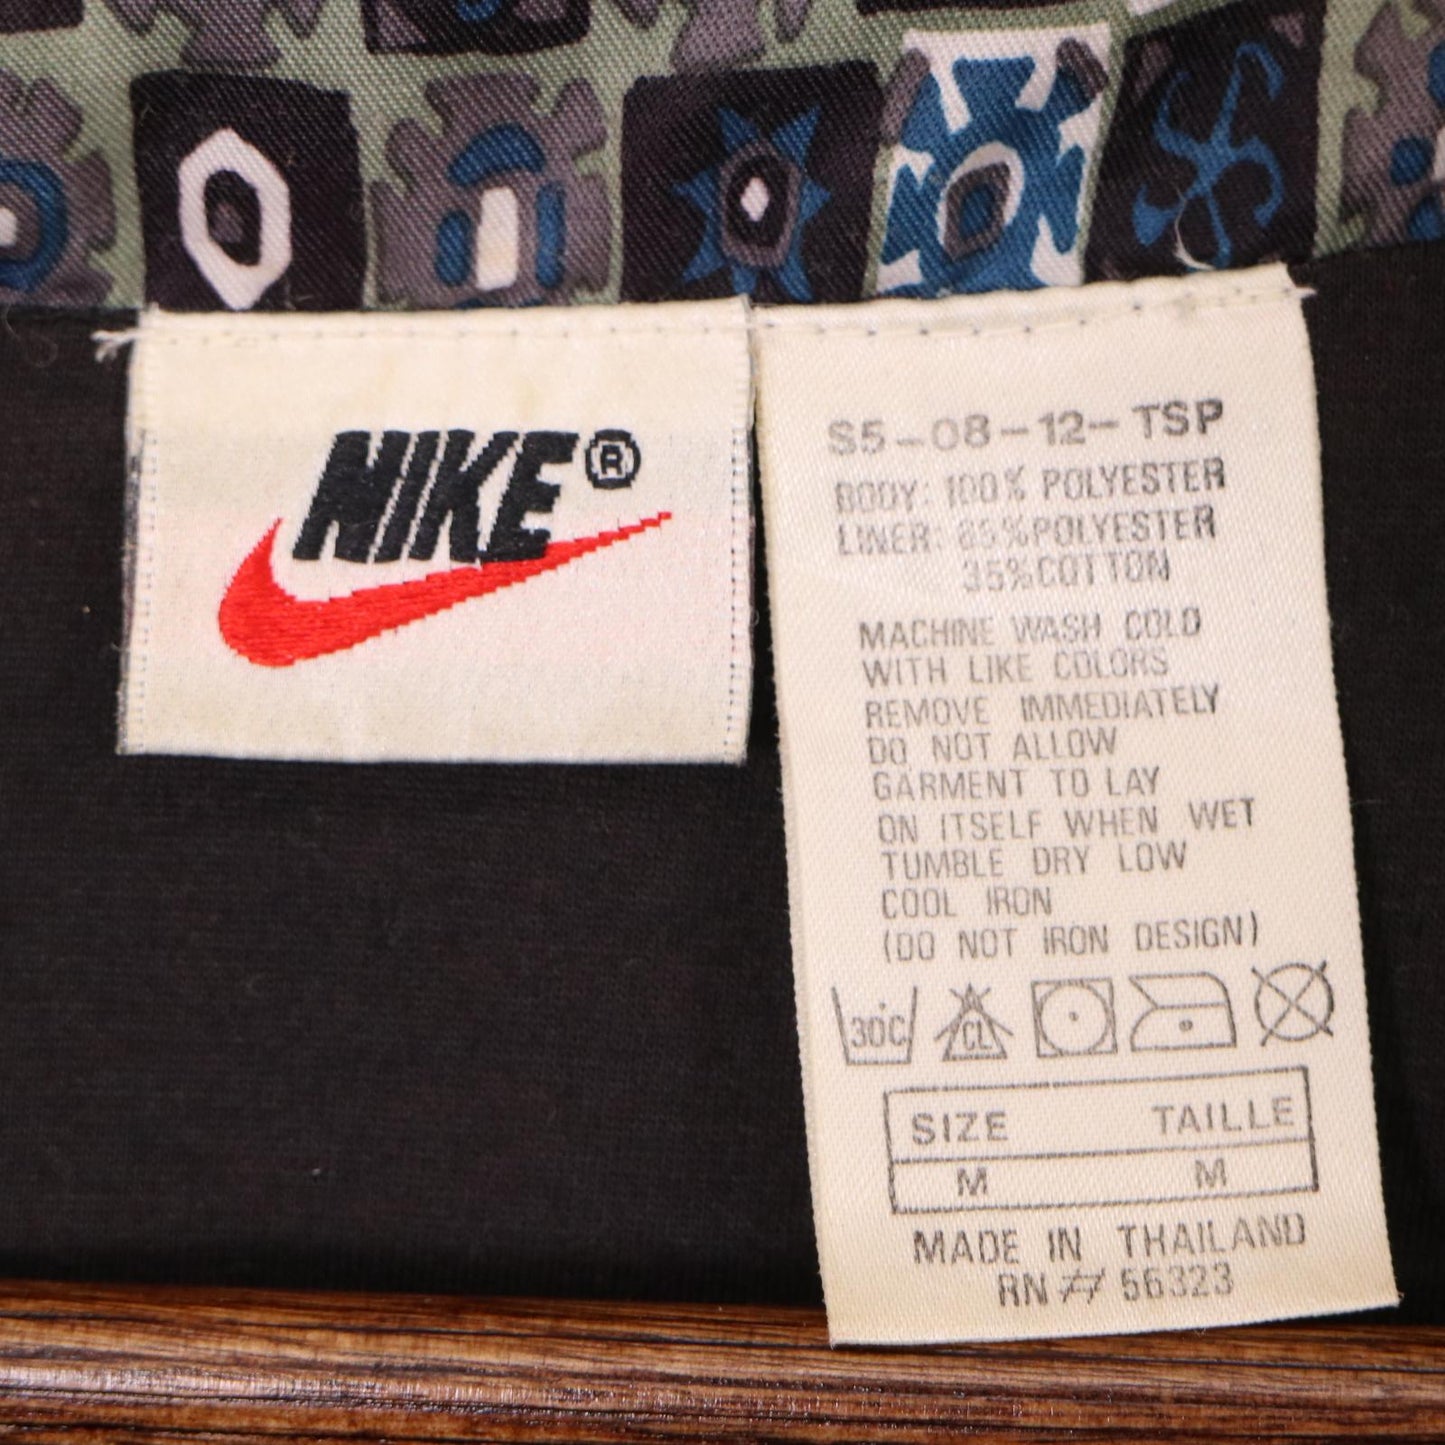 NIKE®
S5-08-12-TSP
BODY: 100% POLYESTER
LINER: 65%POLYESTER
35%COTTON
MACHINE WASH COLD
WITH LIKE COLORS
REMOVE IMMEDIATELY
DO NOT ALLOW
GARMENT TO LAY
ON ITSELF WHEN WET
TUMBLE DRY LOW
COOL IRON
(DO NOT IRON DESIGN)
30C CL
SIZE TAILLE
M M
MADE IN THAILAND
RN # 56323